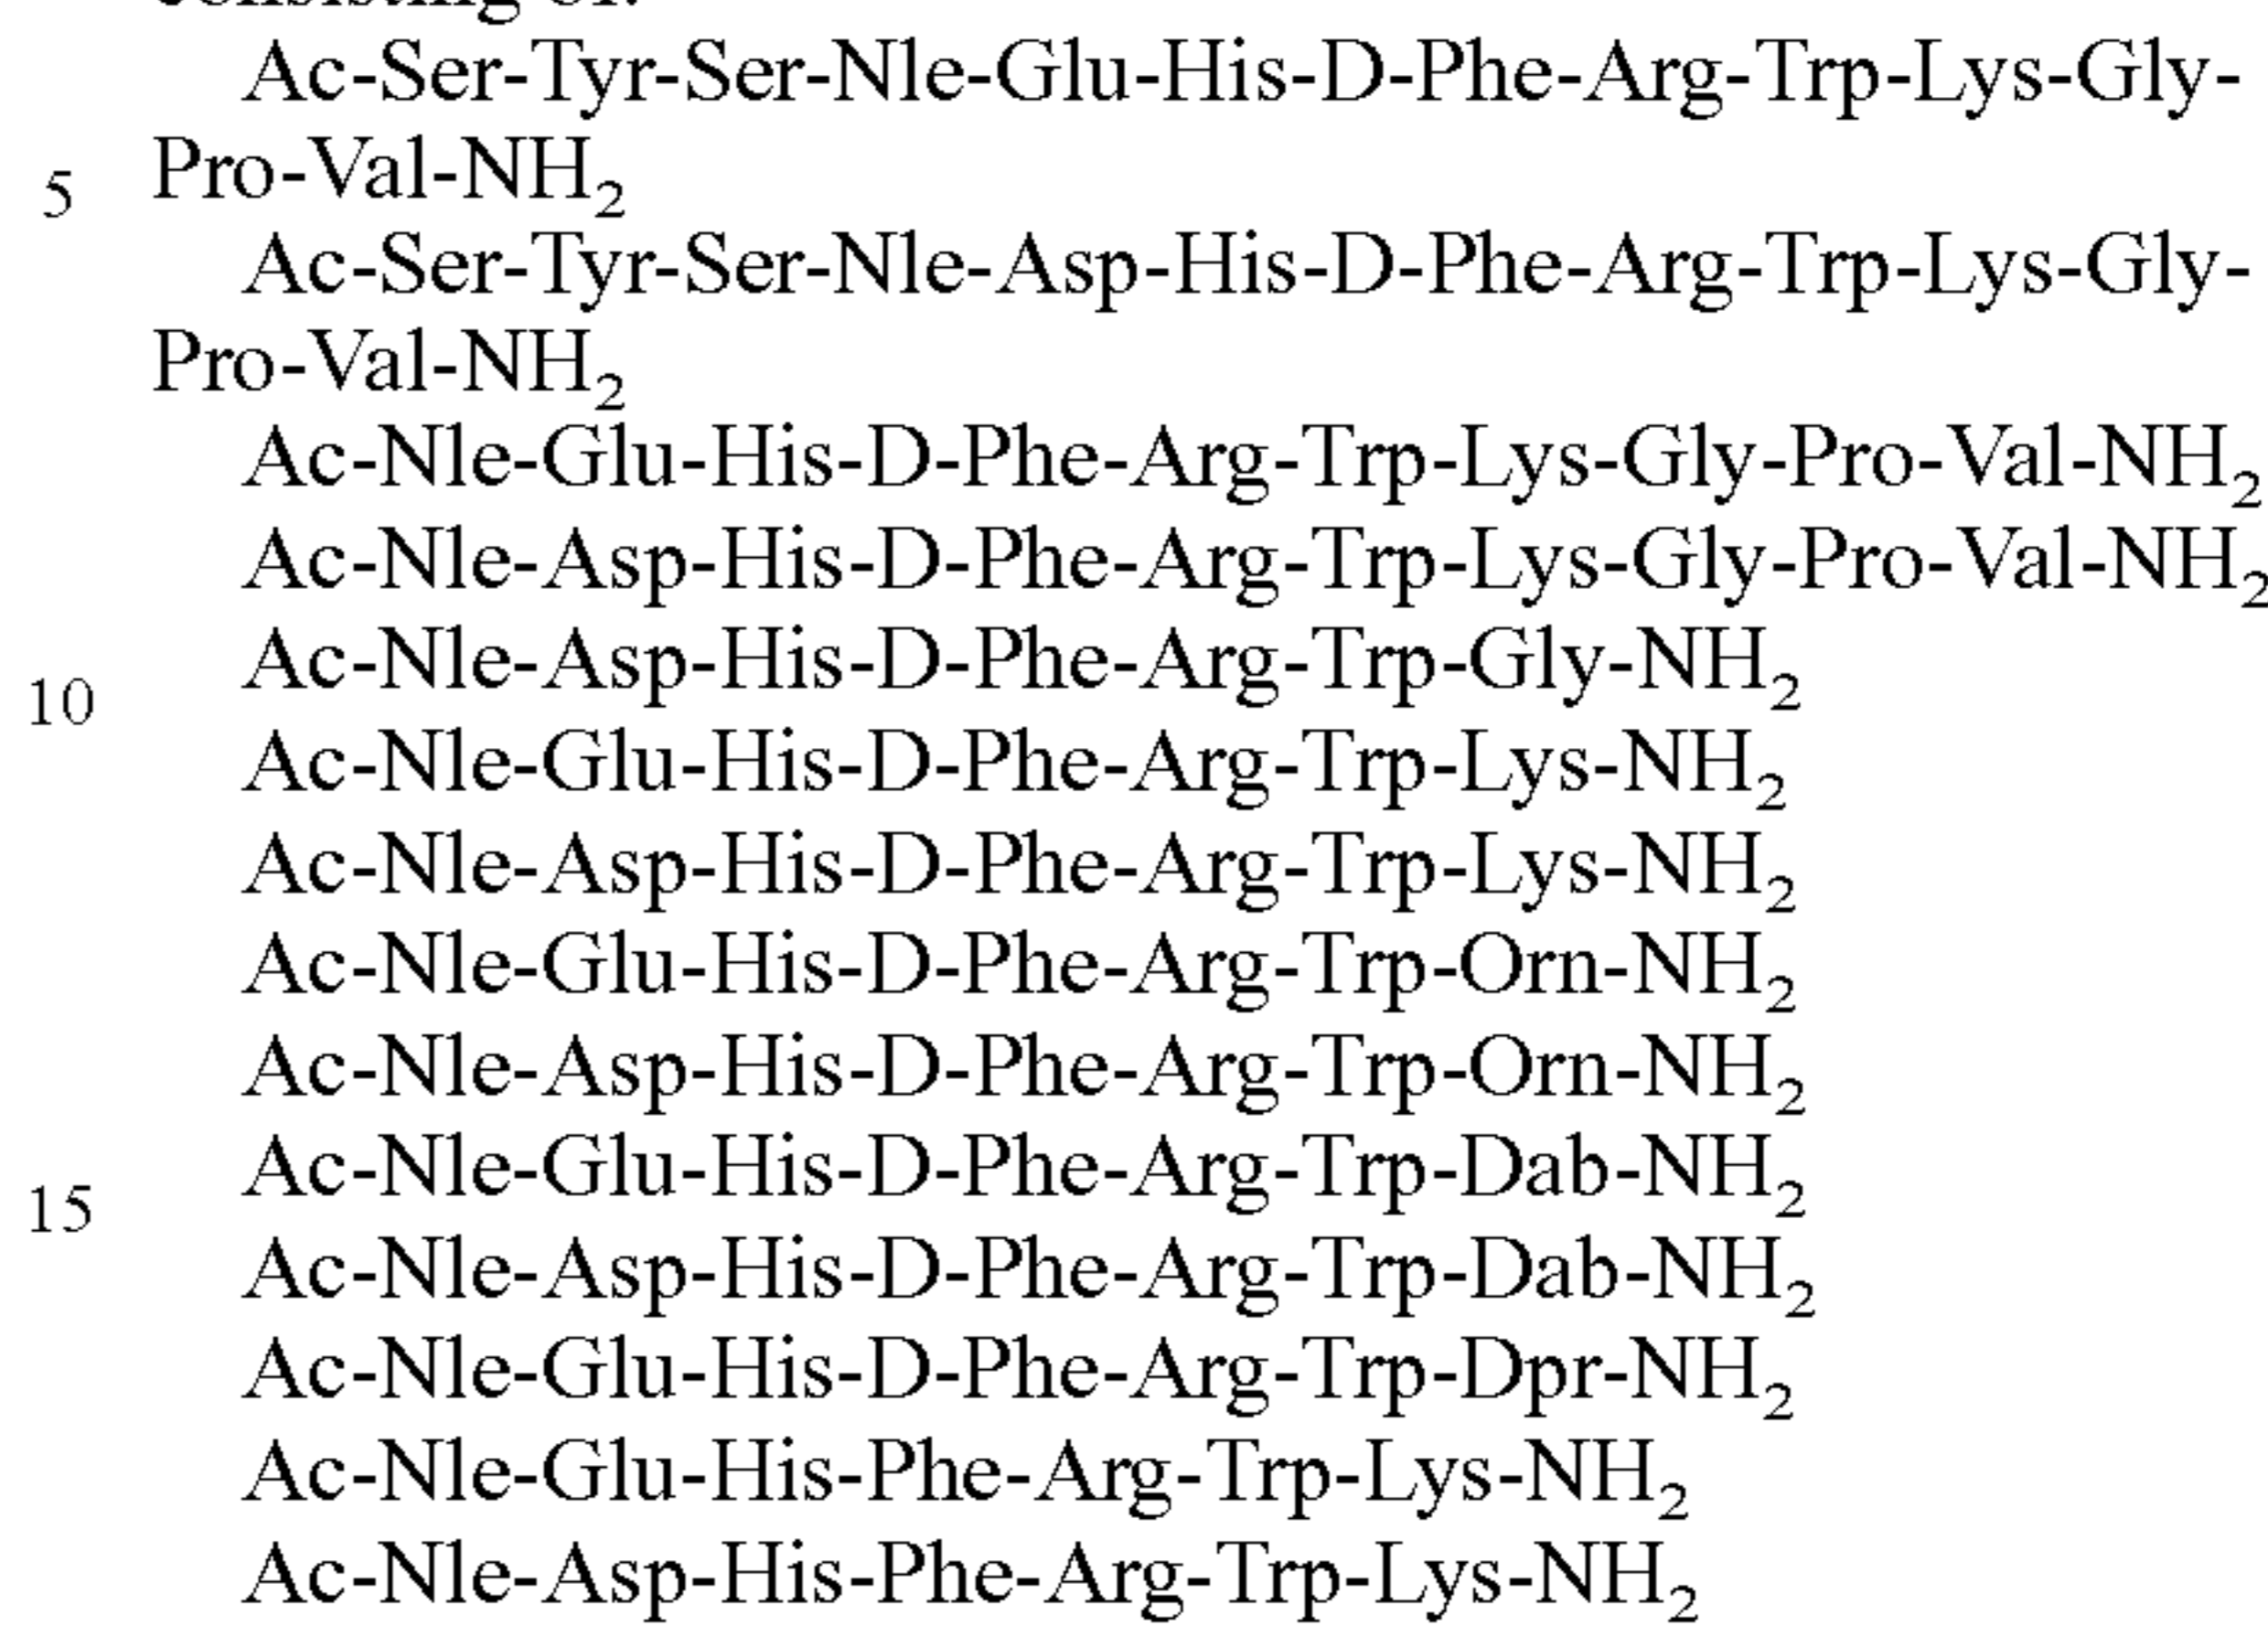 consisting of:
Ac-Ser-Tyr-Ser-Nle-Glu-His-D-Phe-Arg-Trp-Lys-Gly-
5 Pro-Val-NH2
Ac-Ser-Tyr-Ser-Nle-Asp-His-D-Phe-Arg-Trp-Lys-Gly-
Pro-Val-NH2
Ac-Nle-Glu-His-D-Phe-Arg-Trp-Lys-Gly-Pro-Val-NH2
Ac-Nle-Asp-His-D-Phe-Arg-Trp-Lys-Gly-Pro-Val-NH2
10 Ac-Nle-Asp-His-D-Phe-Arg-Trp-Gly-NH2
Ac-Nle-Glu-His-D-Phe-Arg-Trp-Lys-NH2
Ac-Nle-Asp-His-D-Phe-Arg-Trp-Lys-NH2
Ac-Nle-Glu-His-D-Phe-Arg-Trp-Orn-NH2
Ac-Nle-Asp-His-D-Phe-Arg-Trp-Orn-NH2
15 Ac-Nle-Glu-His-D-Phe-Arg-Trp-Dab-NH2
Ac-Nle-Asp-His-D-Phe-Arg-Trp-Dab-NH2
Ac-Nle-Glu-His-D-Phe-Arg-Trp-Dpr-NH2
Ac-Nle-Glu-His-Phe-Arg-Trp-Lys-NH2
Ac-Nle-Asp-His-Phe-Arg-Trp-Lys-NH2